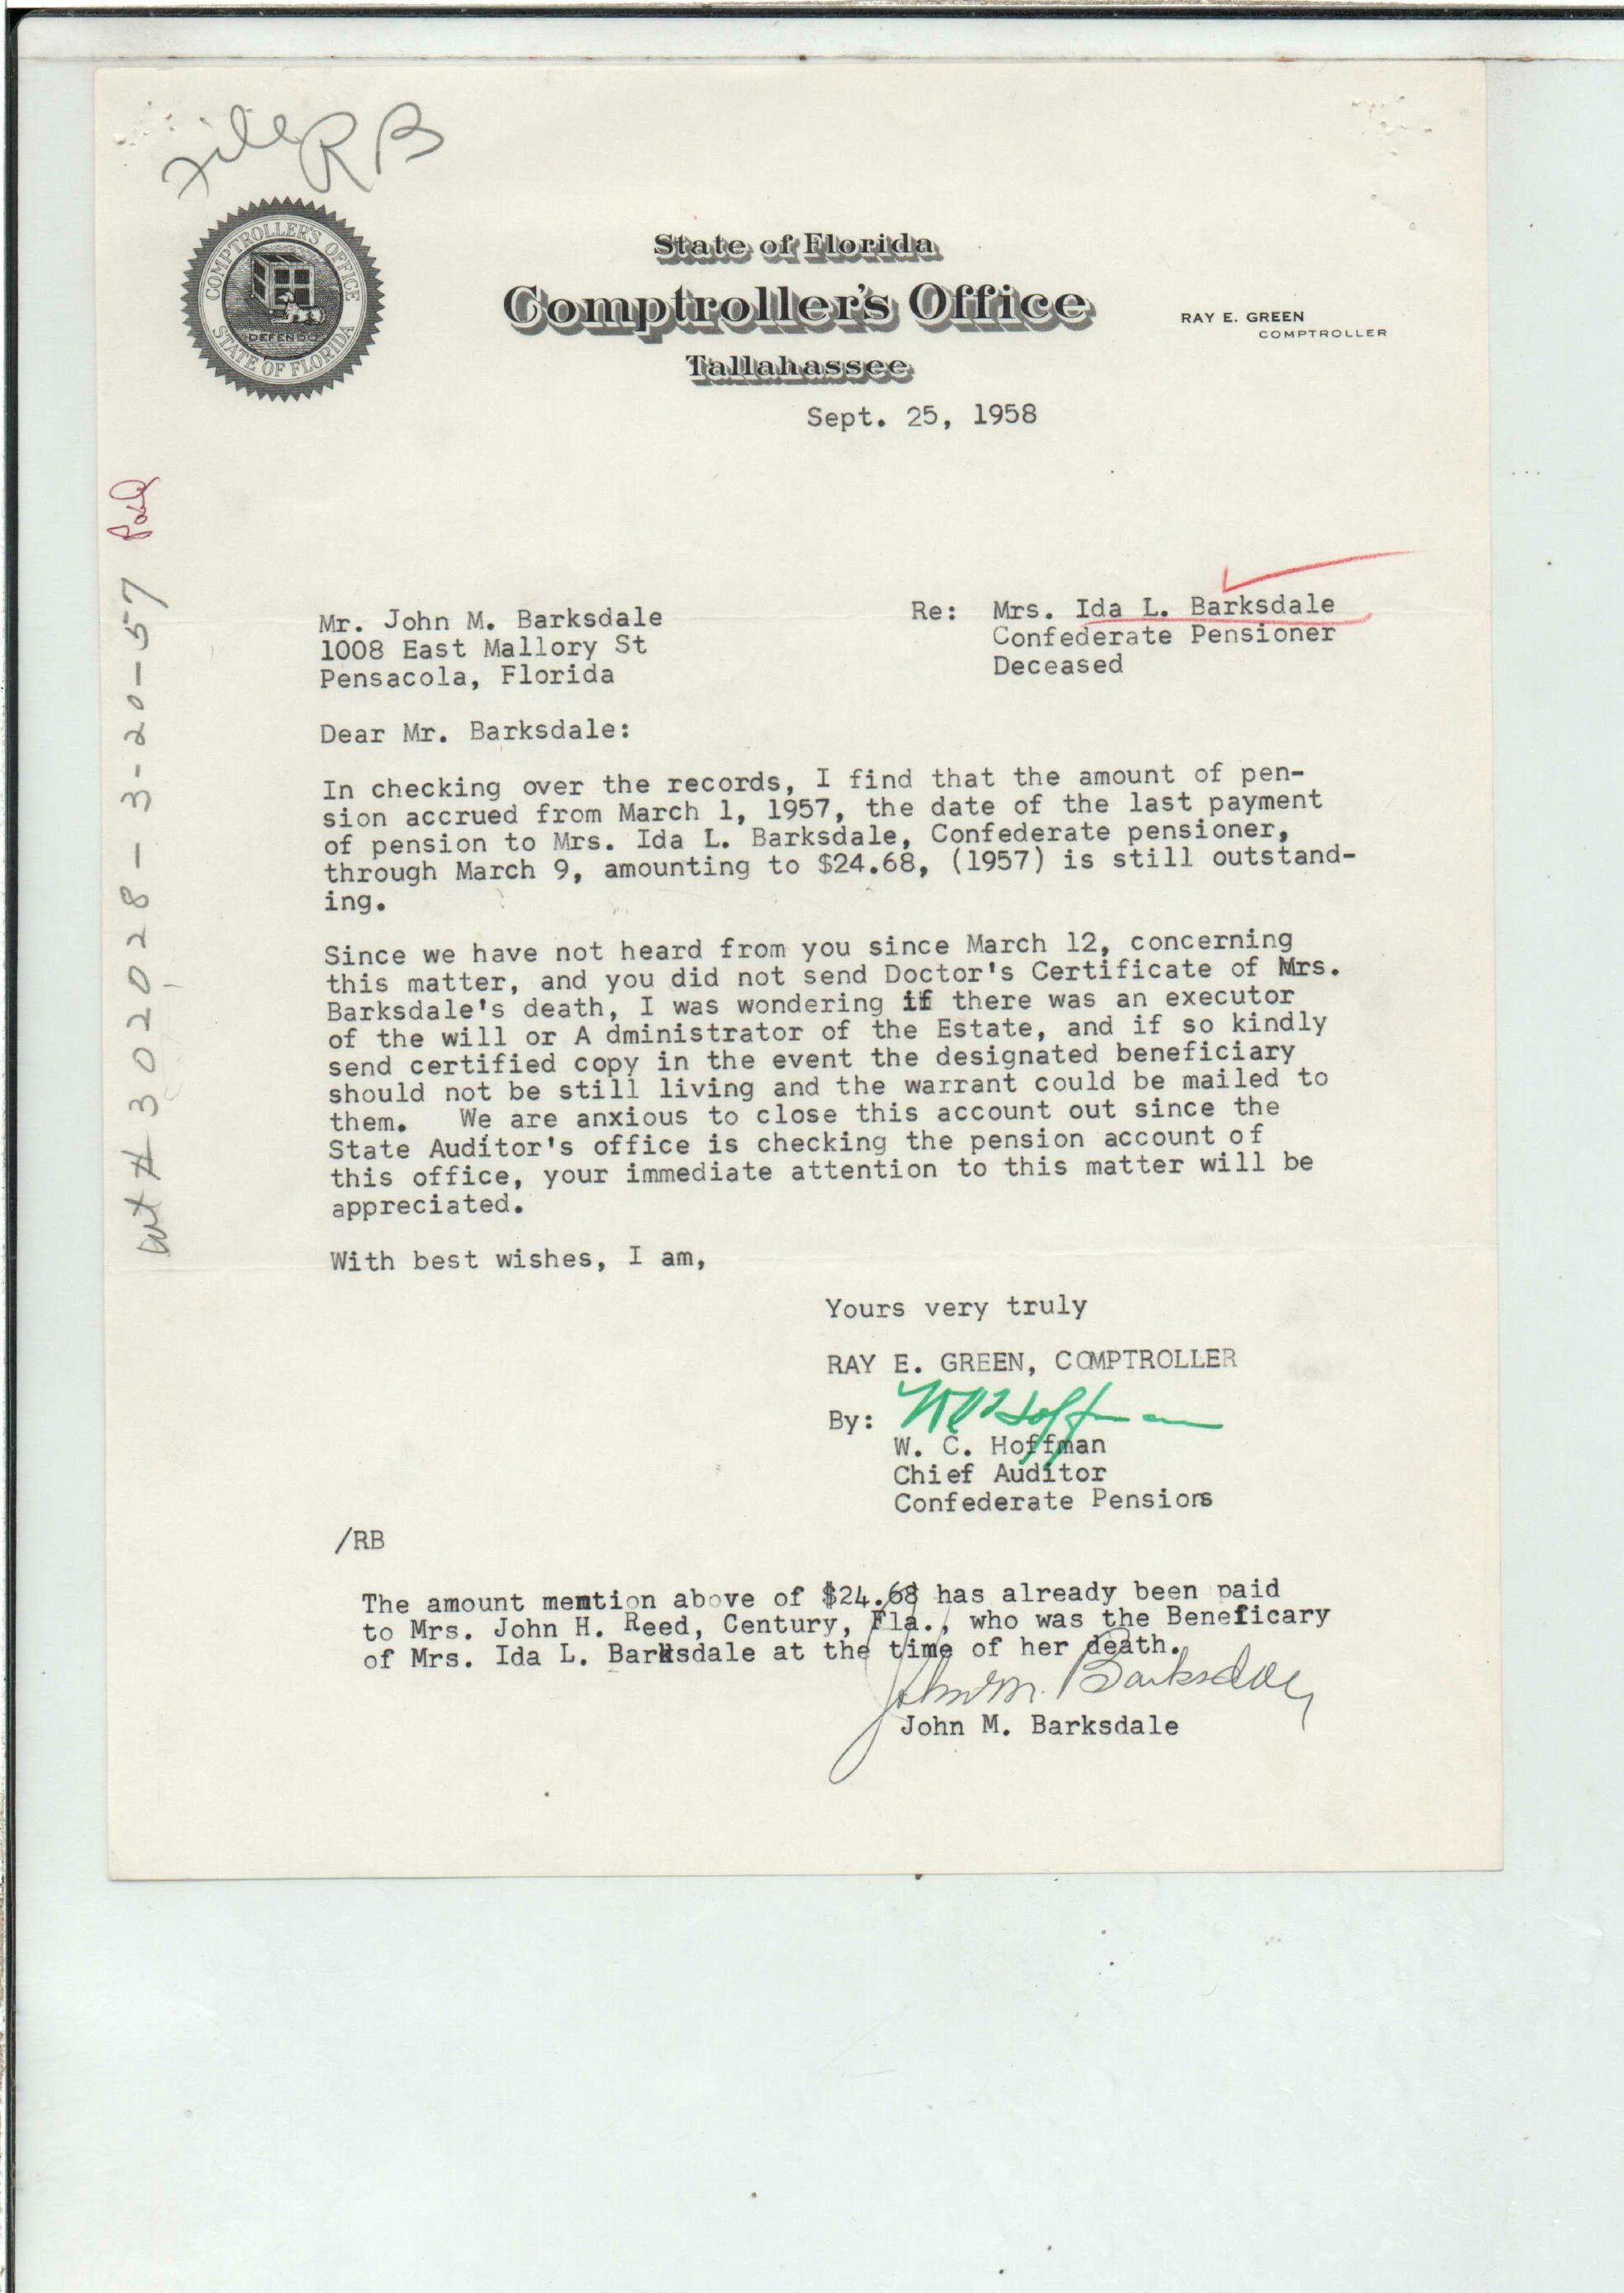 File RB
COMPTROLLER'S OFFICE
DEFENDO
STATE OF FLORIDA
State of Florida
Comptroller's Office
Tallahassee
RAY E. GREEN
COMPTROLLER
Sept. 25, 1958
Mr. John M. Barksdale
1008 East Mallory St
Pensacola, Florida
Re: Mrs. Ida L. Barksdale
Confederate Pensioner
Deceased
Dear Mr. Barksdale:
In checking over the records, I find that the amount of pen-
sion accrued from March 1, 1957, the date of the last payment
of pension to Mrs. Ida L. Barksdale, Confederate pensioner,
through March 9, amounting to $24.68, (1957) is still outstand-
ing.
Since we have not heard from you since March 12, concerning
this matter, and you did not send Doctor's Certificate of Mrs.
Barksdale's death, I was wondering if there was an executor
of the will or A dministrator of the Estate, and if so kindly
send certified copy in the event the designated beneficiary
should not be still living and the warrant could be mailed to
them. We are anxious to close this account out since the
State Auditor's office is checking the pension account of
this office, your immediate attention to this matter will be
appreciated.
With best wishes, I am,
Yours very truly
RAY E. GREEN, COMPTROLLER
By: W C Hoffman
W. C. Hoffman
Chief Auditor
Confederate Pensions
/RB
The amount mention above of $24.68 has already been paid
to Mrs. John H. Reed, Century, Fla., who was the Beneficary
of Mrs. Ida L. Barksdale at the time of her death.
John M. Barksdale
John M. Barksdale
Wt # 302028 - 3-20-57 Paid